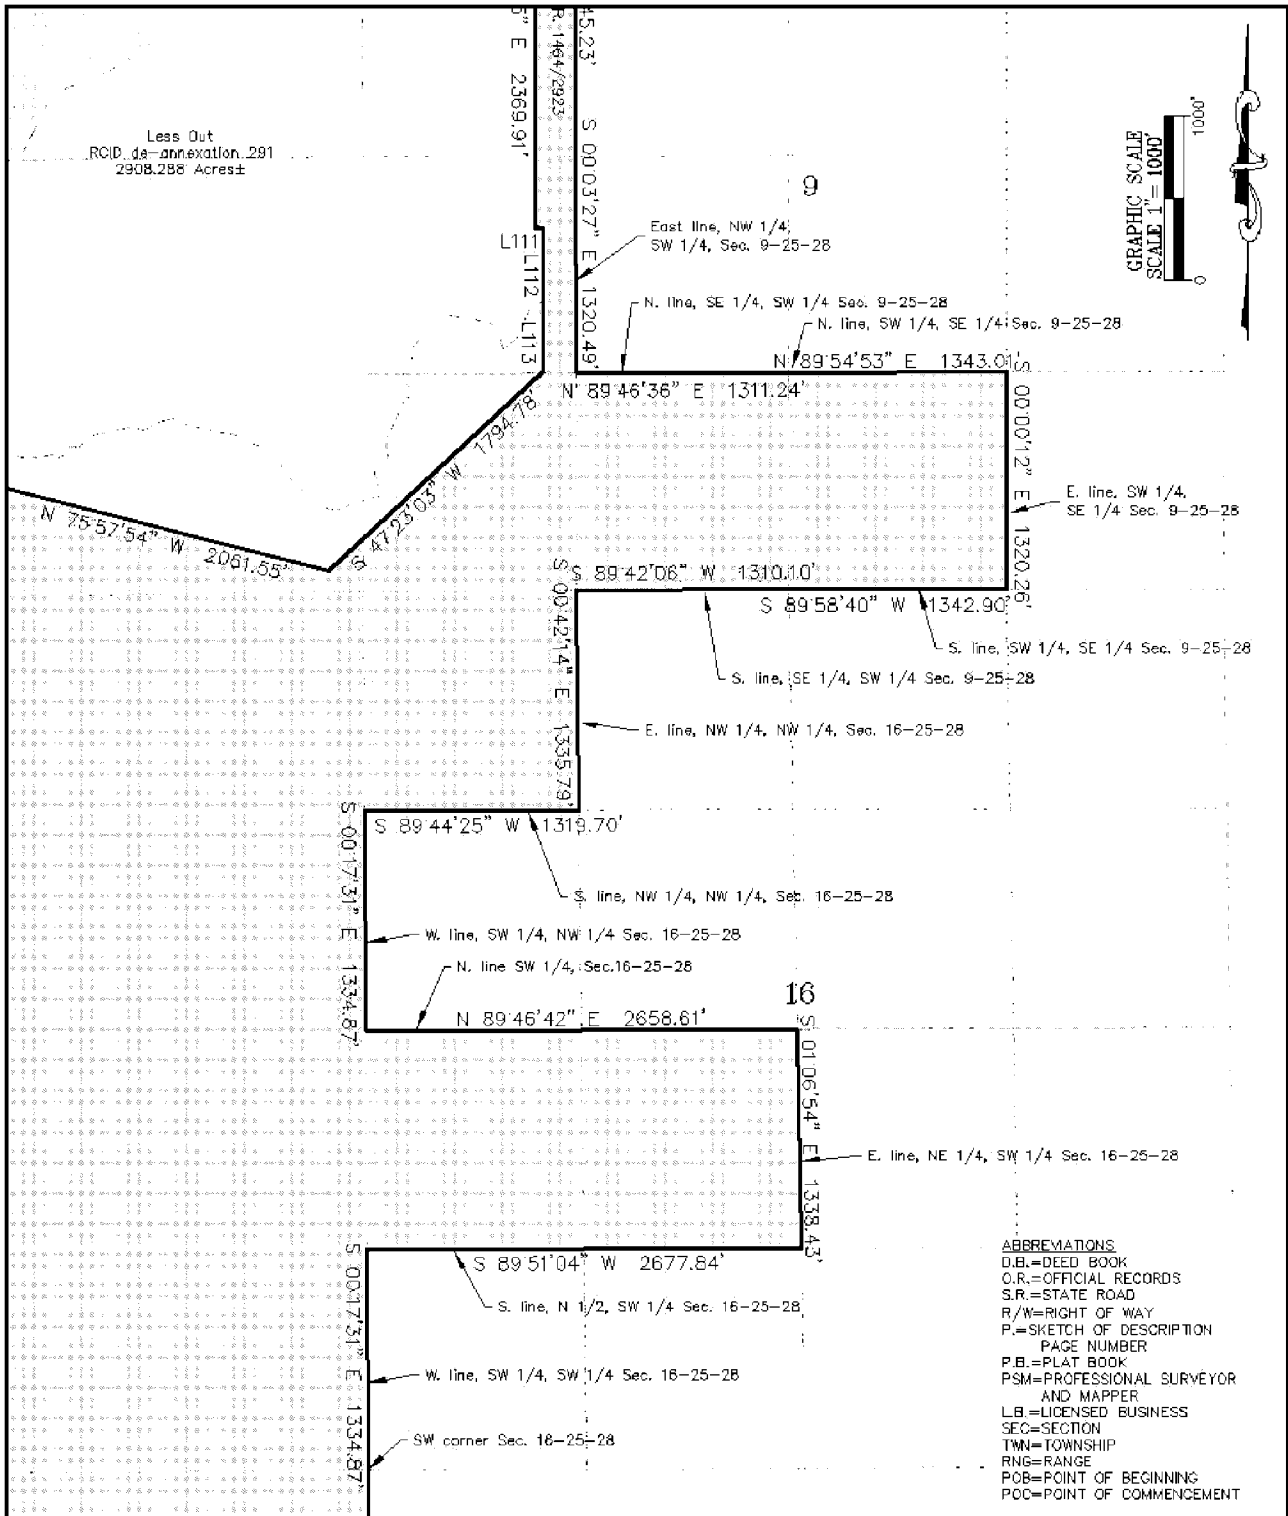 5" E 2369.91'
R. 1464/2923
45.23'
S 00°03'27" E 1320.49'
Less Out
RCID de-annexation 291
2908.288 Acres±
9
GRAPHIC SCALE
SCALE 1"= 1000'
0
1000'
East line, NW 1/4,
SW 1/4, Sec. 9-25-28
L111
L112
L113
N. line, SE 1/4, SW 1/4 Sec. 9-25-28
N. line, SW 1/4, SE 1/4 Sec. 9-25-28
N 89°54'53" E 1343.01'
N 89°46'36" E 1311.24'
S 00°00'12" E 1320.26'
S 47°23'03" W 1794.78'
N 75°57'54" W 2061.55'
E. line, SW 1/4,
SE 1/4 Sec. 9-25-28
S 89°42'06" W 1310.10'
S 89°58'40" W 1342.90'
S 00°42'14" E 1335.79'
S. line, SW 1/4, SE 1/4 Sec. 9-25-28
S. line, SE 1/4, SW 1/4 Sec. 9-25-28
E. line, NW 1/4, NW 1/4, Sec. 16-25-28
S 89°44'25" W 1319.70'
S 00°17'31" E 1334.87'
S. line, NW 1/4, NW 1/4, Sec. 16-25-28
W. line, SW 1/4, NW 1/4 Sec. 16-25-28
N. line SW 1/4, Sec.16-25-28
16
N 89°46'42" E 2658.61'
S 01°06'54" E 1338.43'
E. line, NE 1/4, SW 1/4 Sec. 16-25-28
S 89°51'04" W 2677.84'
S 00°17'31" E 1334.87'
S. line, N 1/2, SW 1/4 Sec. 16-25-28
W. line, SW 1/4, SW 1/4 Sec. 16-25-28
SW corner Sec. 16-25-28
ABBREVIATIONS
D.B.=DEED BOOK
O.R.=OFFICIAL RECORDS
S.R.=STATE ROAD
R/W=RIGHT OF WAY
P.=SKETCH OF DESCRIPTION
PAGE NUMBER
P.B.=PLAT BOOK
PSM=PROFESSIONAL SURVEYOR
AND MAPPER
L.B.=LICENSED BUSINESS
SEC=SECTION
TWN=TOWNSHIP
RNG=RANGE
POB=POINT OF BEGINNING
POC=POINT OF COMMENCEMENT